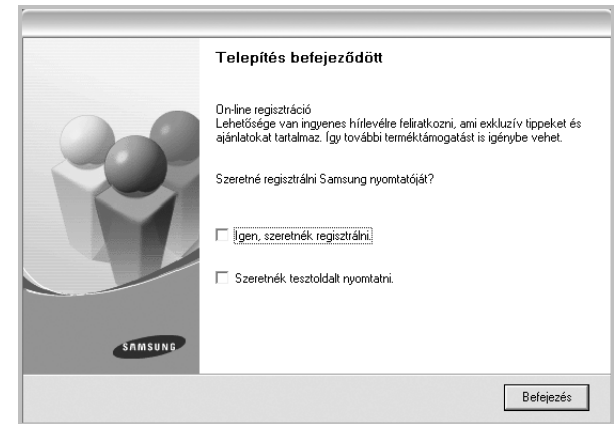 Telepítés befejeződött
On-line regisztráció
Lehetősége van ingyenes hírlevélre feliratkozni, ami exkluzív tippeket és
ajánlatokat tartalmaz. Így további terméktámogatást is igénybe vehet.
Szeretné regisztrálni Samsung nyomtatóját?
Igen, szeretnék regisztrálni.
Szeretnék tesztoldalt nyomtatni.
SAMSUNG
Befejezés